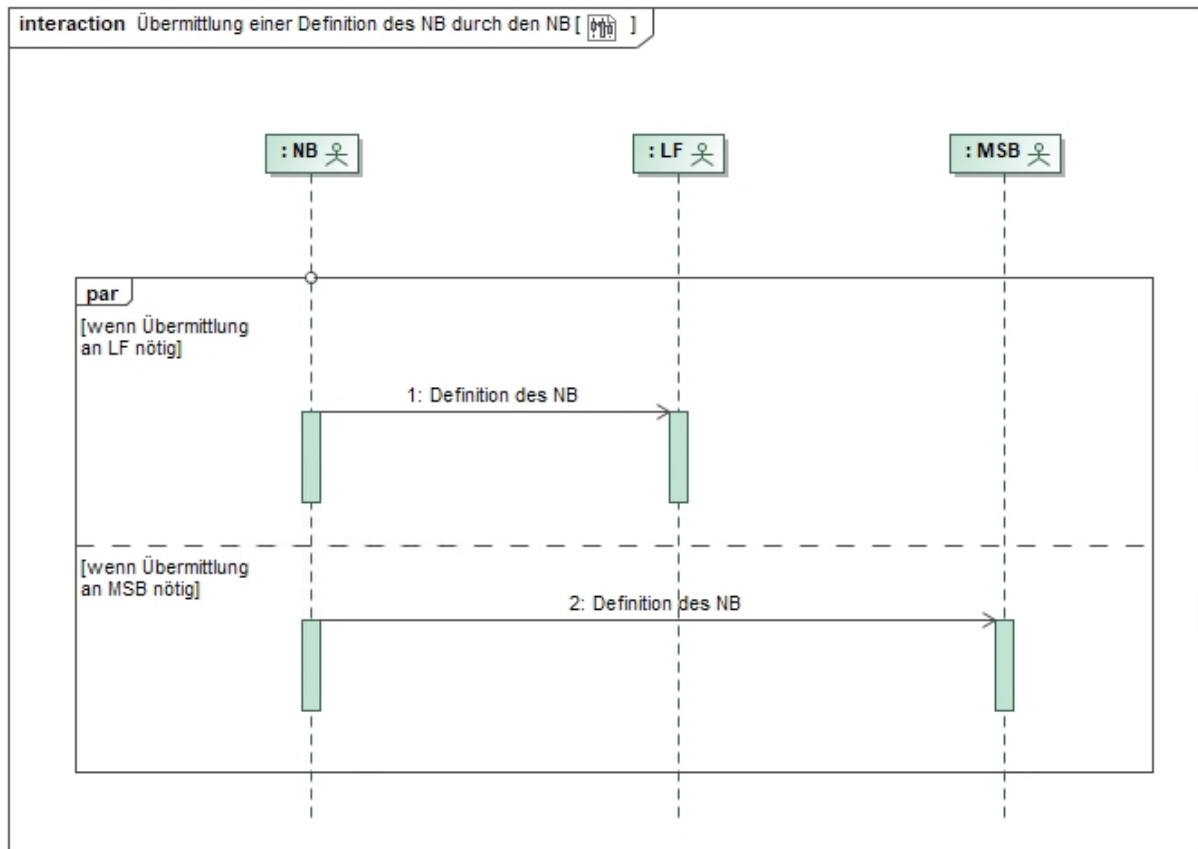 interaction Übermittlung einer Definition des NB durch den NB [ ]
: NB
: LF
: MSB
par
[wenn Übermittlung
an LF nötig]
1: Definition des NB
[wenn Übermittlung
an MSB nötig]
2: Definition des NB